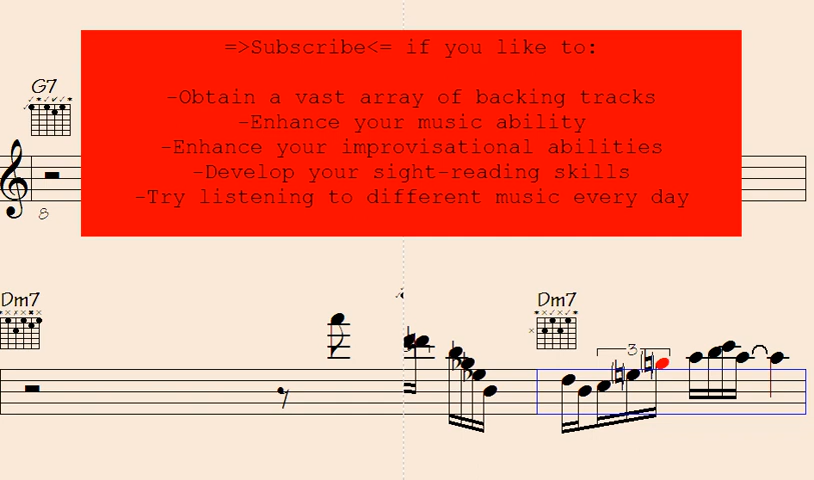 =>Subscribe<= if you like to:
-Obtain a vast array of backing tracks
-Enhance your music ability
-Enhance your improvisational abilities
-Develop your sight-reading skills
-Try listening to different music every day
G7
8
Dm7
Dm7
3